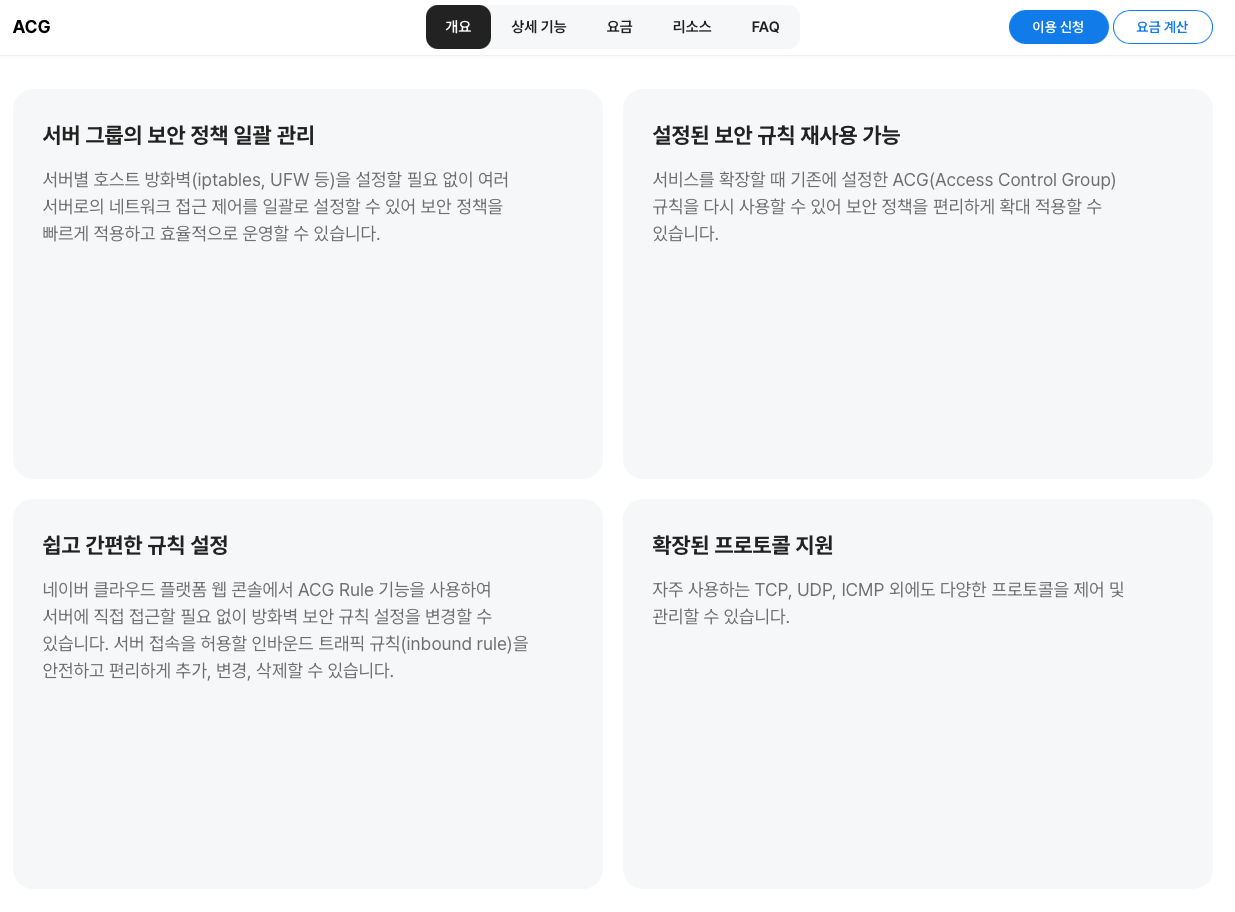 ACG
개요
상세 기능
요금
리소스
FAQ
이용 신청
요금 계산
서버 그룹의 보안 정책 일괄 관리
서버별 호스트 방화벽(iptables, UFW 등)을 설정할 필요 없이 여러
서버로의 네트워크 접근 제어를 일괄로 설정할 수 있어 보안 정책을
빠르게 적용하고 효율적으로 운영할 수 있습니다.
설정된 보안 규칙 재사용 가능
서비스를 확장할 때 기존에 설정한 ACG(Access Control Group)
규칙을 다시 사용할 수 있어 보안 정책을 편리하게 확대 적용할 수
있습니다.
쉽고 간편한 규칙 설정
네이버 클라우드 플랫폼 웹 콘솔에서 ACG Rule 기능을 사용하여
서버에 직접 접근할 필요 없이 방화벽 보안 규칙 설정을 변경할 수
있습니다. 서버 접속을 허용할 인바운드 트래픽 규칙(inbound rule)을
안전하고 편리하게 추가, 변경, 삭제할 수 있습니다.
확장된 프로토콜 지원
자주 사용하는 TCP, UDP, ICMP 외에도 다양한 프로토콜을 제어 및
관리할 수 있습니다.